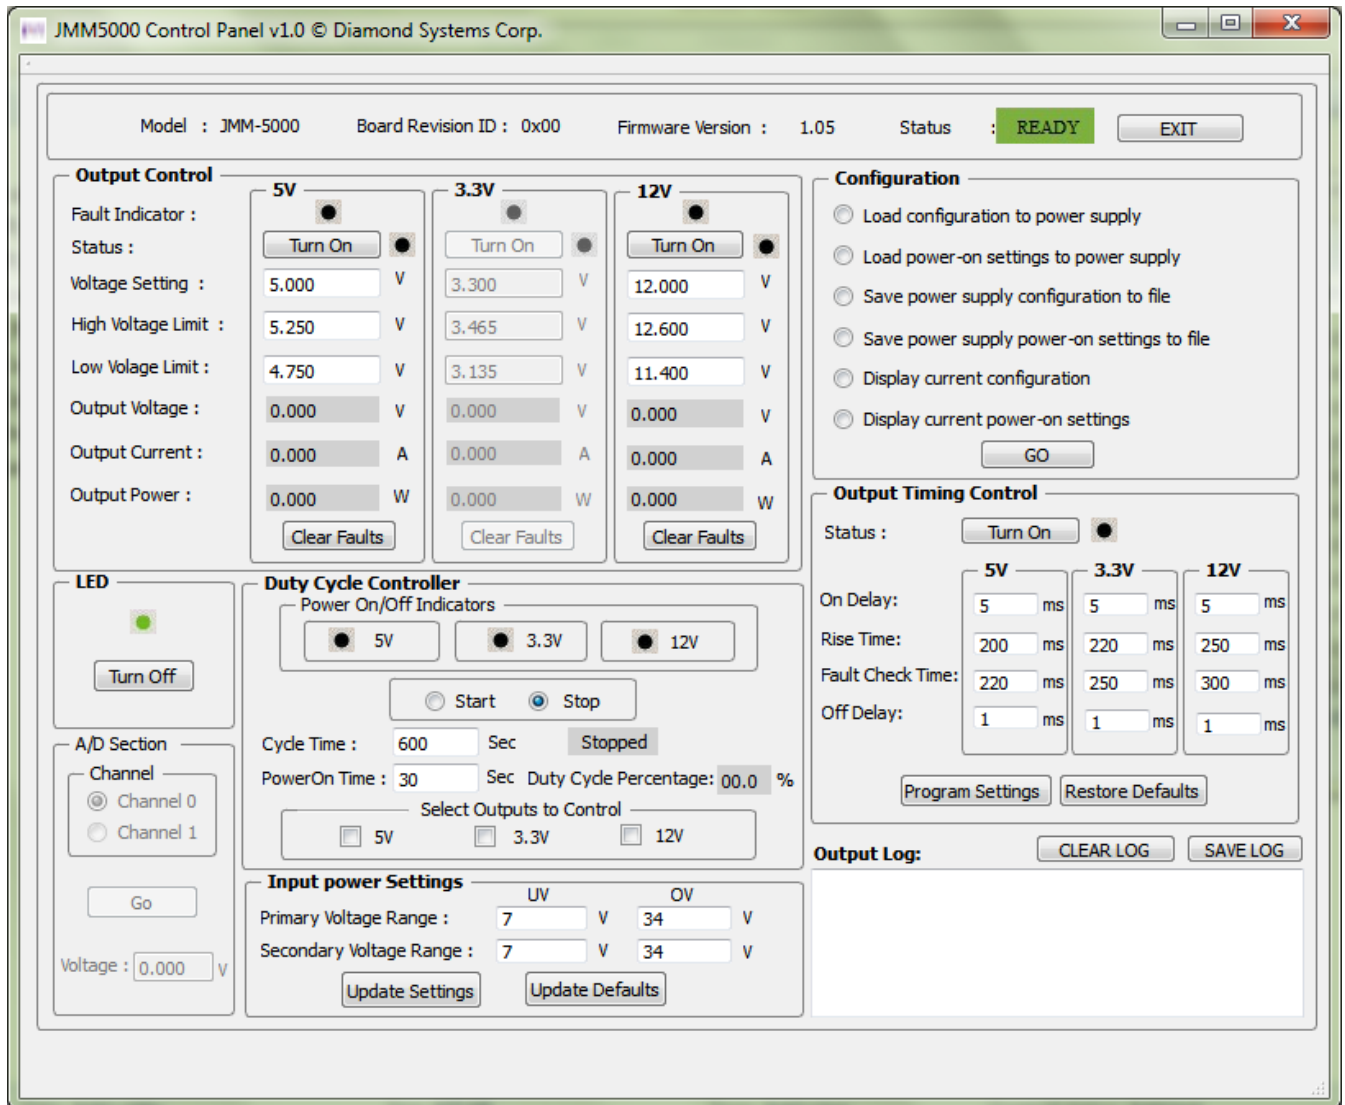 JMM5000 Control Panel v1.0 © Diamond Systems Corp.
Model : JMM-5000 Board Revision ID : 0x00 Firmware Version : 1.05 Status : READY EXIT
Output Control
5V 3.3V 12V
Fault Indicator :
Status : Turn On Turn On Turn On
Voltage Setting : 5.000 V 3.300 V 12.000 V
High Voltage Limit : 5.250 V 3.465 V 12.600 V
Low Volage Limit : 4.750 V 3.135 V 11.400 V
Output Voltage : 0.000 V 0.000 V 0.000 V
Output Current : 0.000 A 0.000 A 0.000 A
Output Power : 0.000 W 0.000 W 0.000 W
Clear Faults Clear Faults Clear Faults
Configuration
Load configuration to power supply
Load power-on settings to power supply
Save power supply configuration to file
Save power supply power-on settings to file
Display current configuration
Display current power-on settings
GO
Output Timing Control
Status : Turn On
5V 3.3V 12V
On Delay: 5 ms 5 ms 5 ms
Rise Time: 200 ms 220 ms 250 ms
Fault Check Time: 220 ms 250 ms 300 ms
Off Delay: 1 ms 1 ms 1 ms
Program Settings Restore Defaults
LED
Turn Off
Duty Cycle Controller
Power On/Off Indicators
5V 3.3V 12V
Start Stop
Cycle Time : 600 Sec Stopped
PowerOn Time : 30 Sec Duty Cycle Percentage: 00.0 %
Select Outputs to Control
5V 3.3V 12V
A/D Section
Channel
Channel 0
Channel 1
Go
Voltage : 0.000 V
Input power Settings
UV OV
Primary Voltage Range : 7 V 34 V
Secondary Voltage Range : 7 V 34 V
Update Settings Update Defaults
Output Log: CLEAR LOG SAVE LOG